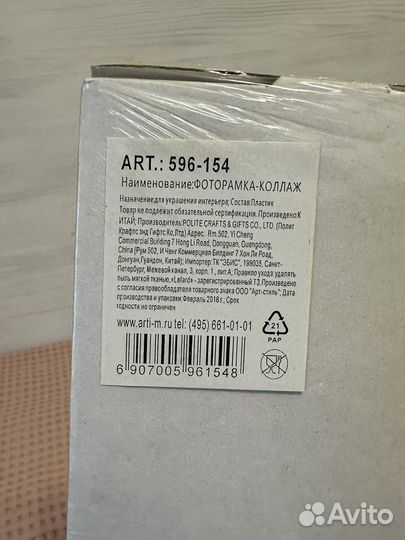 ART.: 596-154
Наименование:ФОТОРАМКА-КОЛЛАЖ
Назначение:для украшения интерьера; Состав:Пластик
Товар не подлежит обязательной сертификации. Произведено:К
ИТАЙ; Производитель:POLITE CRAFTS & GIFTS CO., LTD. (Полит
Крафтс энд Гифтс Ко,Лтд) Адрес: Rm.502, Yi Cheng
Commercial Building 7 Hong Li Road, Dongguan, Guangdong,
China (Рум 502, И Ченг Коммерциал Билдинг 7 Хон Ли Роад,
Донгуан,Гуандон, Китай); Импортер:ТК "ЭБИС", 198035, Санкт-
Петербург, Межевой канал, 3, корп. 1, лит.А; Правило ухода: удалять
пыль мягкой тканью, «Lefard» - зарегистрированный ТЗ. Произведено
с согласия правообладателя товарного знака ООО "Арт-стиль"; Дата
производства и упаковки: Февраль 2018 г.; Срок
годности не ограничен
www.arti-m.ru tel: (495) 661-01-01
21
PAP
6 907005 961548
Avito